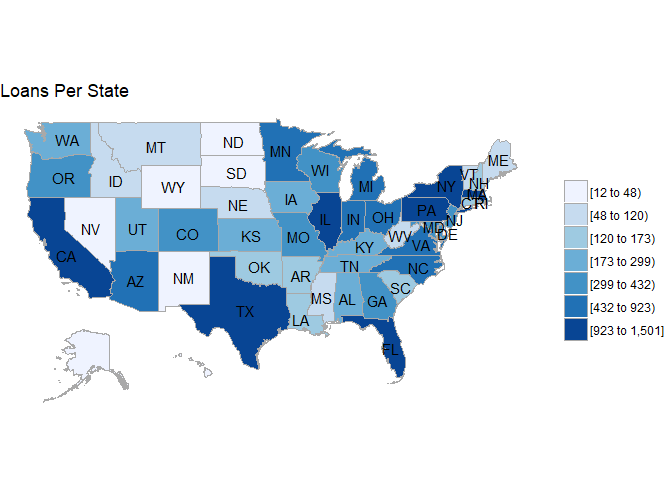 Loans Per State
WA
MT
ND
MN
ME
VT
NH
OR
ID
SD
WI
MI
NY
MA
CT RI
WY
IA
NE
PA
NJ
NV
UT
CO
KS
MO
IL
IN
OH
WV
MD
DE
VA
KY
CA
AZ
NM
OK
AR
TN
NC
SC
TX
LA
MS
AL
GA
FL
[12 to 48)
[48 to 120)
[120 to 173)
[173 to 299)
[299 to 432)
[432 to 923)
[923 to 1,501]